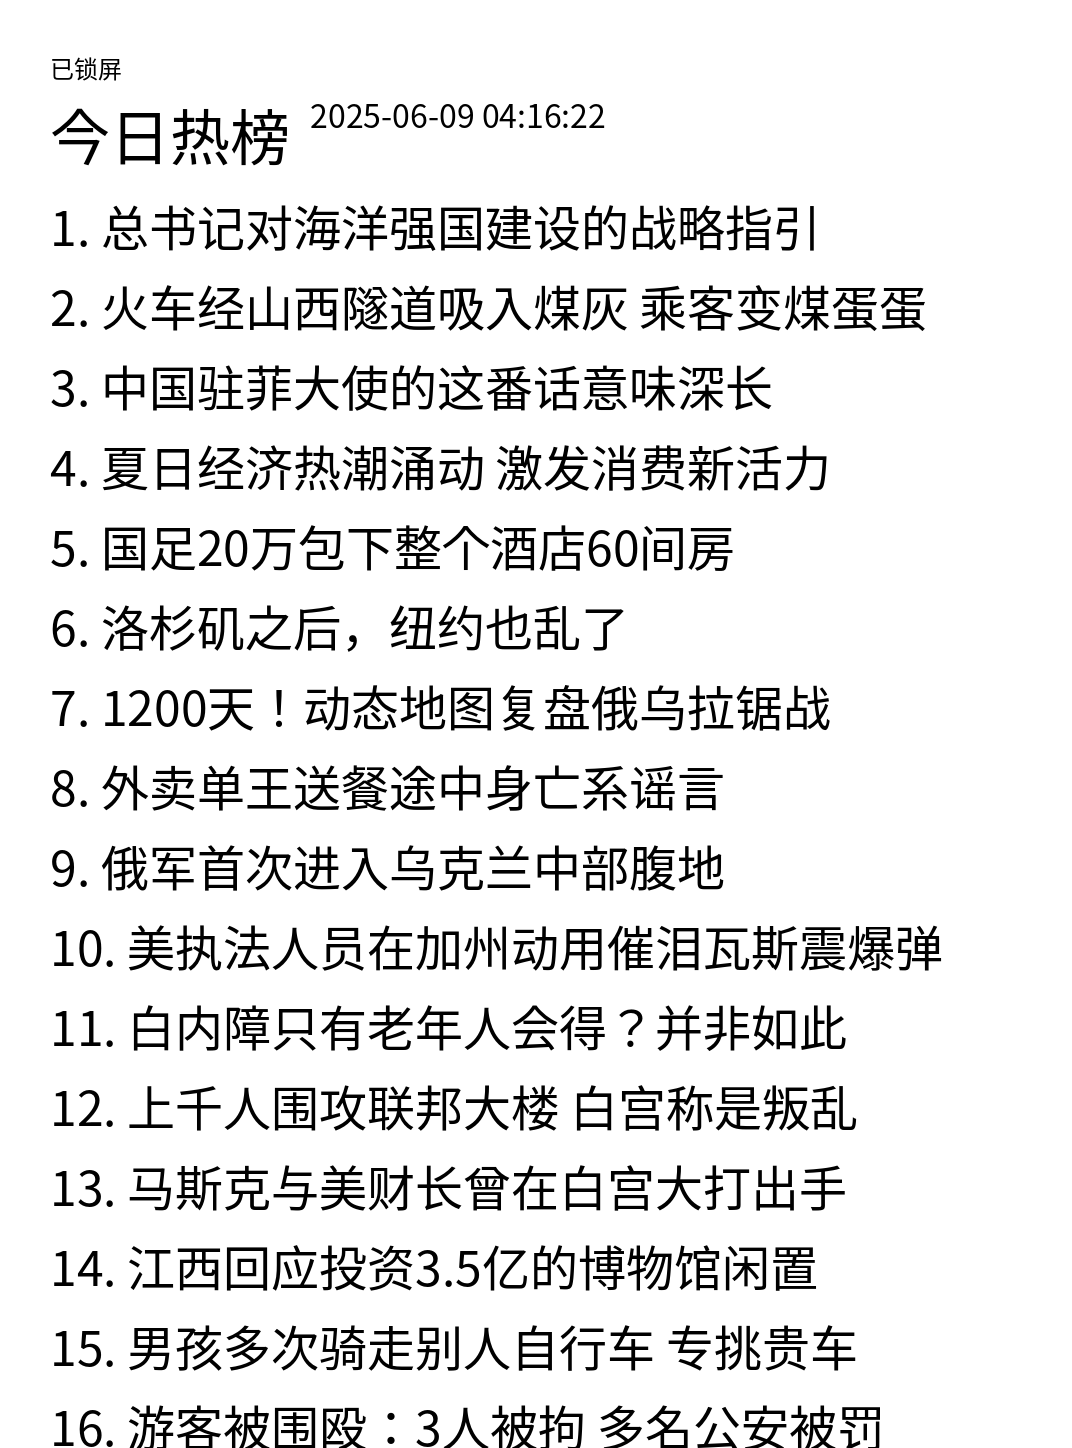 已锁屏
今日热榜 2025-06-09 04:16:22
1. 总书记对海洋强国建设的战略指引
2. 火车经山西隧道吸入煤灰 乘客变煤蛋蛋
3. 中国驻菲大使的这番话意味深长
4. 夏日经济热潮涌动 激发消费新活力
5. 国足20万包下整个酒店60间房
6. 洛杉矶之后，纽约也乱了
7. 1200天！动态地图复盘俄乌拉锯战
8. 外卖单王送餐途中身亡系谣言
9. 俄军首次进入乌克兰中部腹地
10. 美执法人员在加州动用催泪瓦斯震爆弹
11. 白内障只有老年人会得？并非如此
12. 上千人围攻联邦大楼 白宫称是叛乱
13. 马斯克与美财长曾在白宫大打出手
14. 江西回应投资3.5亿的博物馆闲置
15. 男孩多次骑走别人自行车 专挑贵车
16. 游客被围殴：3人被拘 多名公安被罚